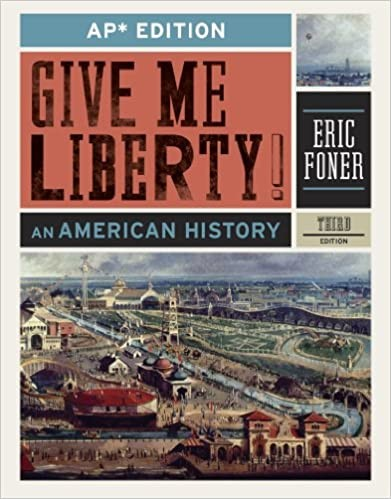 AP* EDITION
GIVE ME
LIBERTY!
AN AMERICAN HISTORY
ERIC
FONER
THIRD
EDITION